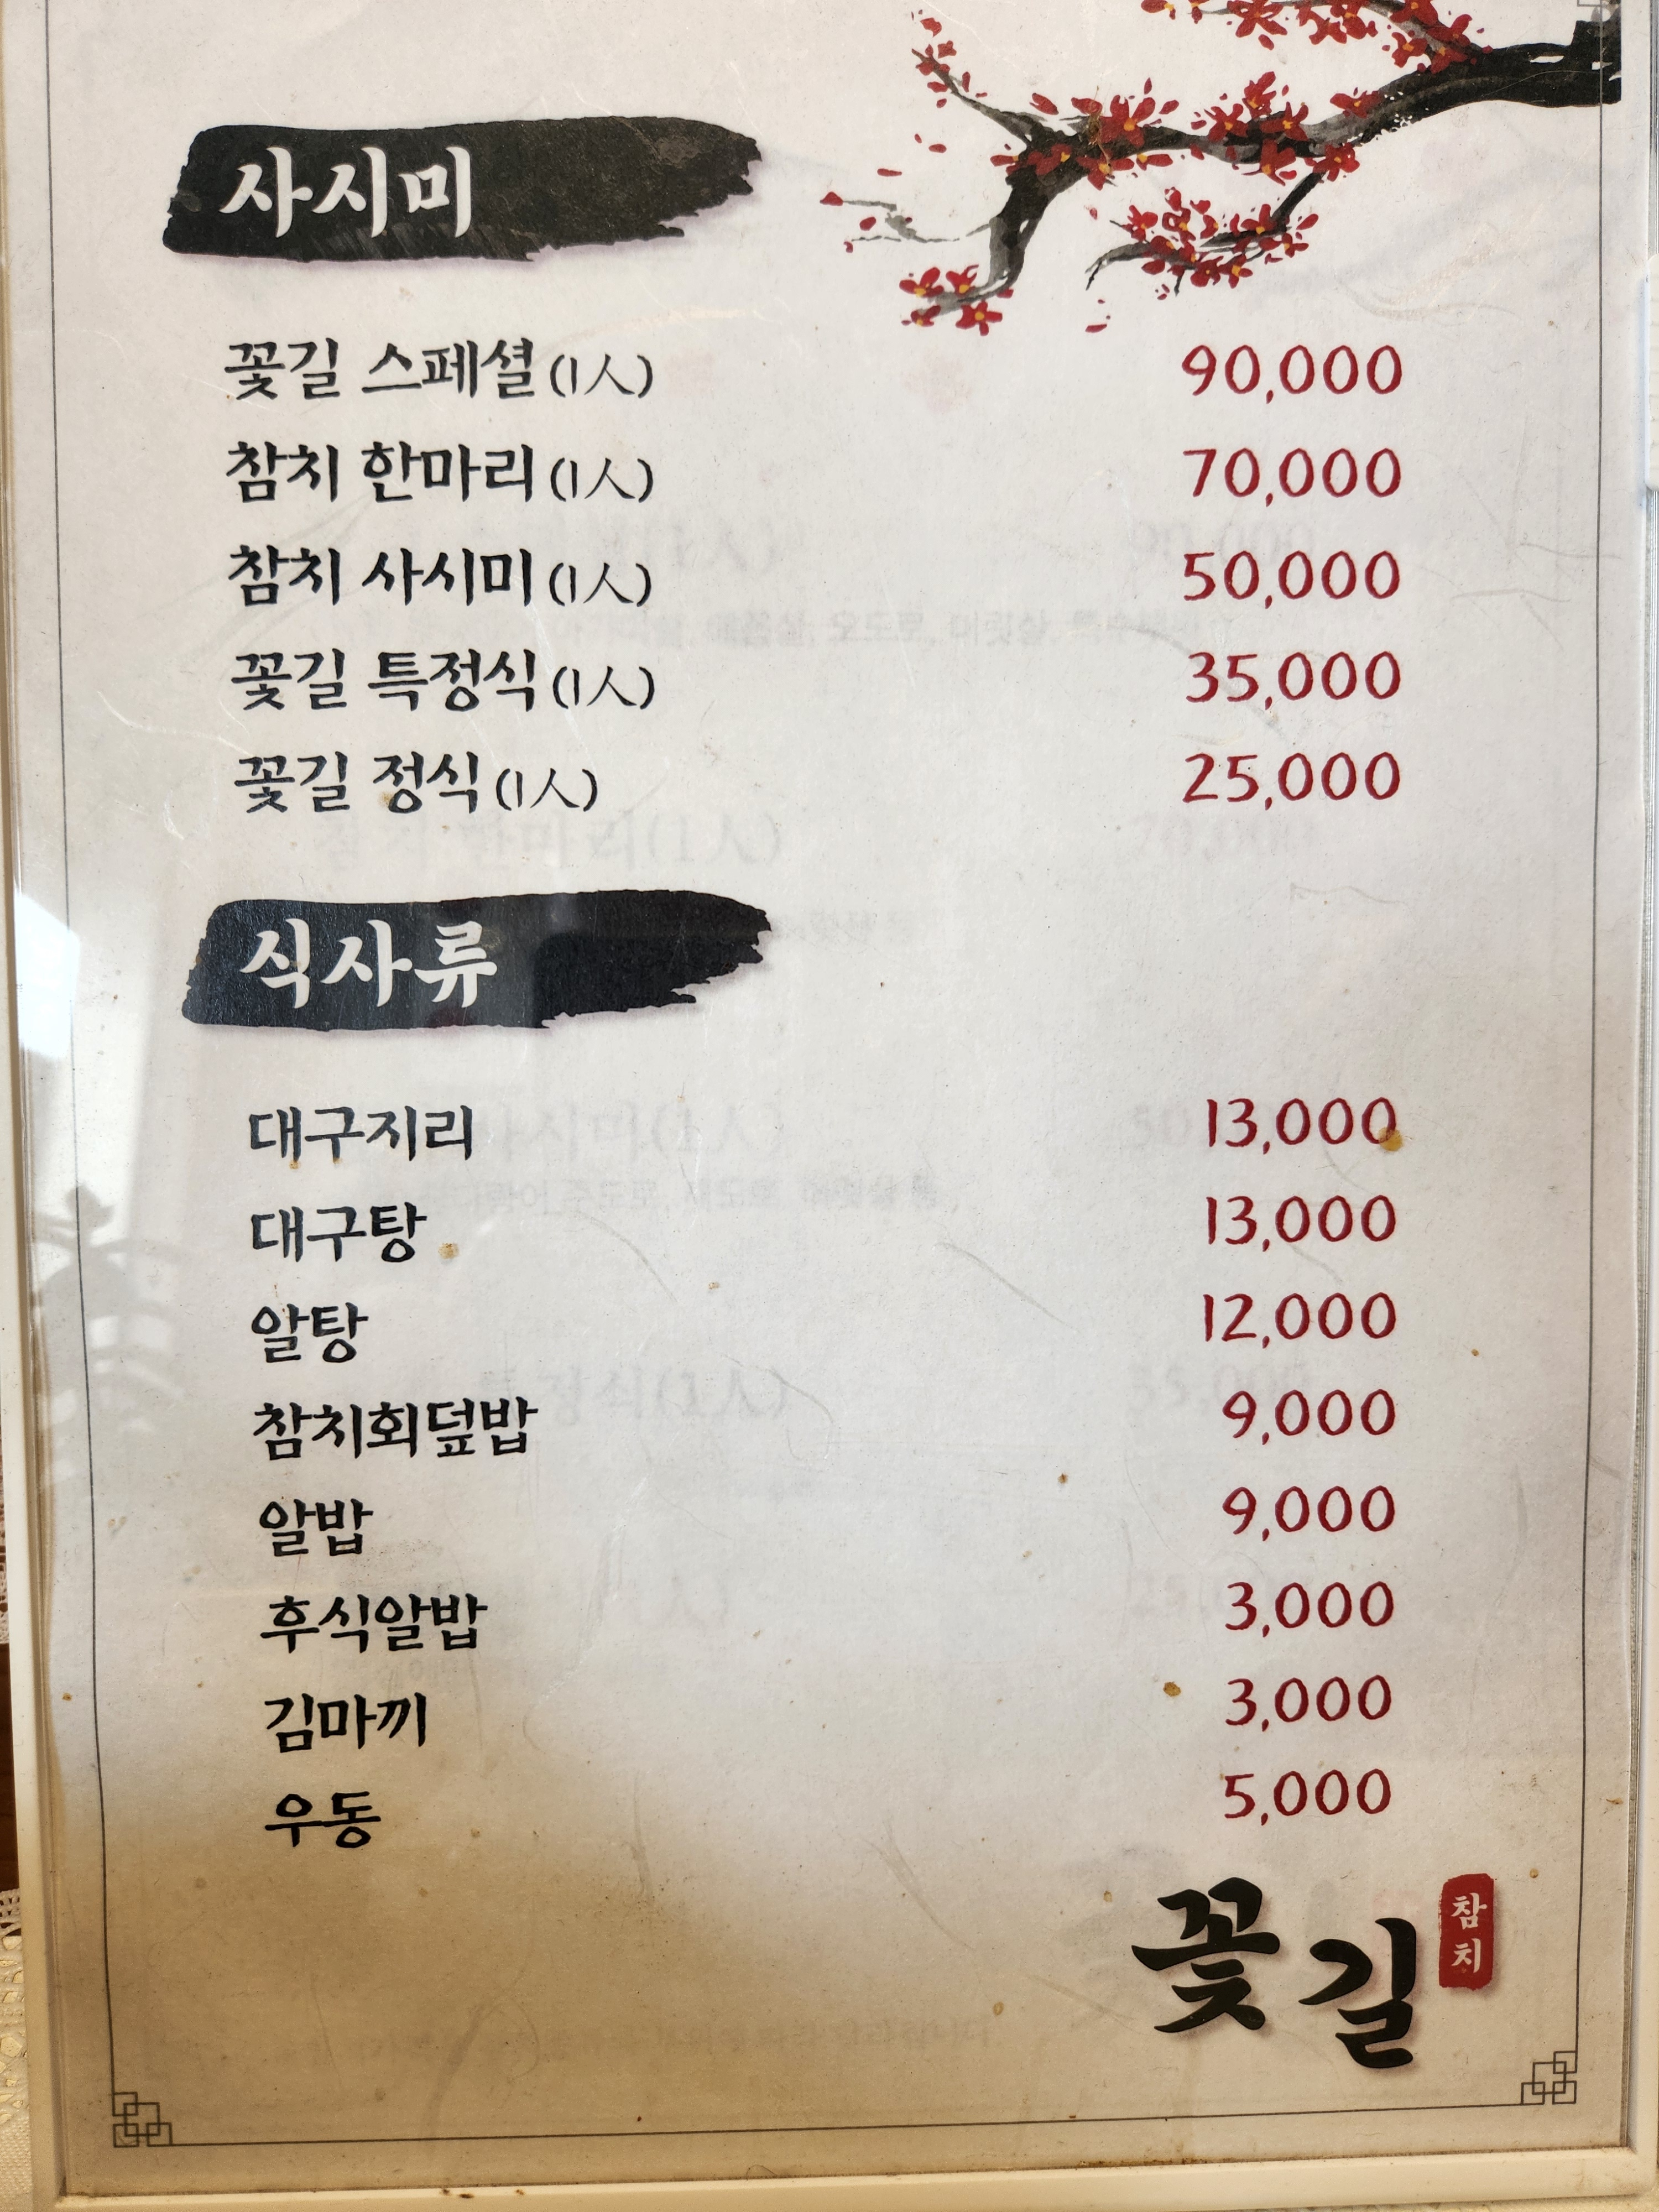 사시미
꽃길 스페셜(1人) 90,000
참치 한마리(1人) 70,000
참치 사시미(1人) 50,000
꽃길 특정식(1人) 35,000
꽃길 정식(1人) 25,000
식사류
대구지리 13,000
대구탕 13,000
알탕 12,000
참치회덮밥 9,000
알밥 9,000
후식알밥 3,000
김마끼 3,000
우동 5,000
꽃길 참치